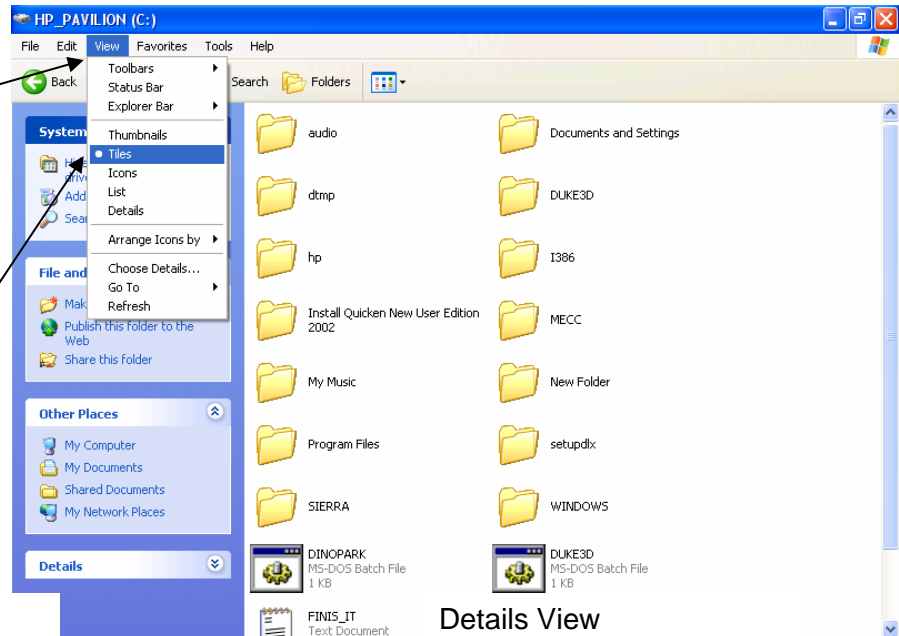 HP_PAVILION (C:)
File Edit View Favorites Tools Help
Back Search Folders
Toolbars
Status Bar
Explorer Bar
Thumbnails
Tiles
Icons
List
Details
Arrange Icons by
Choose Details...
Go To
Refresh
System
Add
File and
Publish this folder to the
Web
Share this folder
Other Places
My Computer
My Documents
Shared Documents
My Network Places
Details
audio
Documents and Settings
dtmp
DUKE3D
hp
I386
Install Quicken New User Edition
2002
MECC
My Music
New Folder
Program Files
setupdlx
SIERRA
WINDOWS
DINOPARK
MS-DOS Batch File
1 KB
DUKE3D
MS-DOS Batch File
1 KB
FINIS_IT
Text Document
Details View